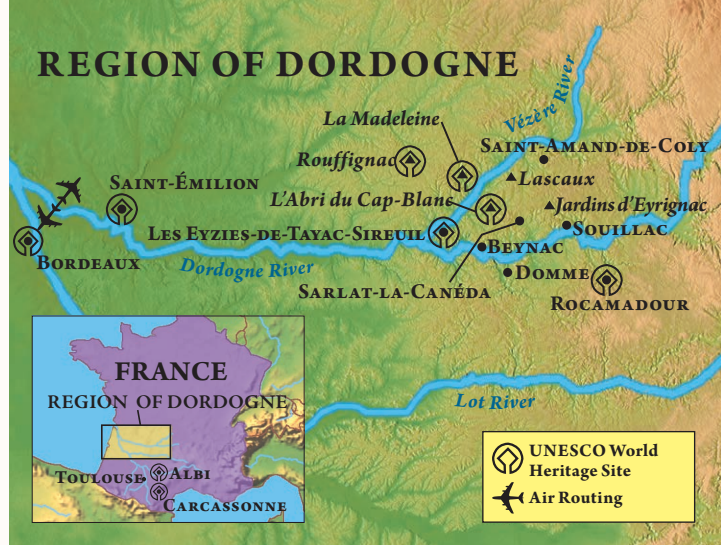 REGION OF DORDOGNE
Vézère River
La Madeleine
SAINT-AMAND-DE-COLY
Rouffignac
Lascaux
SAINT-ÉMILION
L'Abri du Cap-Blanc
Jardins d'Eyrignac
LES EYZIES-DE-TAYAC-SIREUIL
SOUILLAC
BEYNAC
BORDEAUX
Dordogne River
DOMME
SARLAT-LA-CANÉDA
ROCAMADOUR
FRANCE
REGION OF DORDOGNE
Lot River
TOULOUSE
ALBI
CARCASSONNE
UNESCO World
Heritage Site
Air Routing